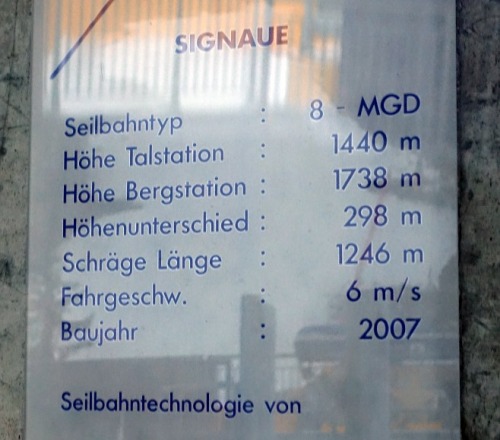 SIGNAUE
Seilbahntyp : 8 - MGD
Höhe Talstation : 1440 m
Höhe Bergstation : 1738 m
Höhenunterschied : 298 m
Schräge Länge : 1246 m
Fahrgeschw. : 6 m/s
Baujahr : 2007
Seilbahntechnologie von